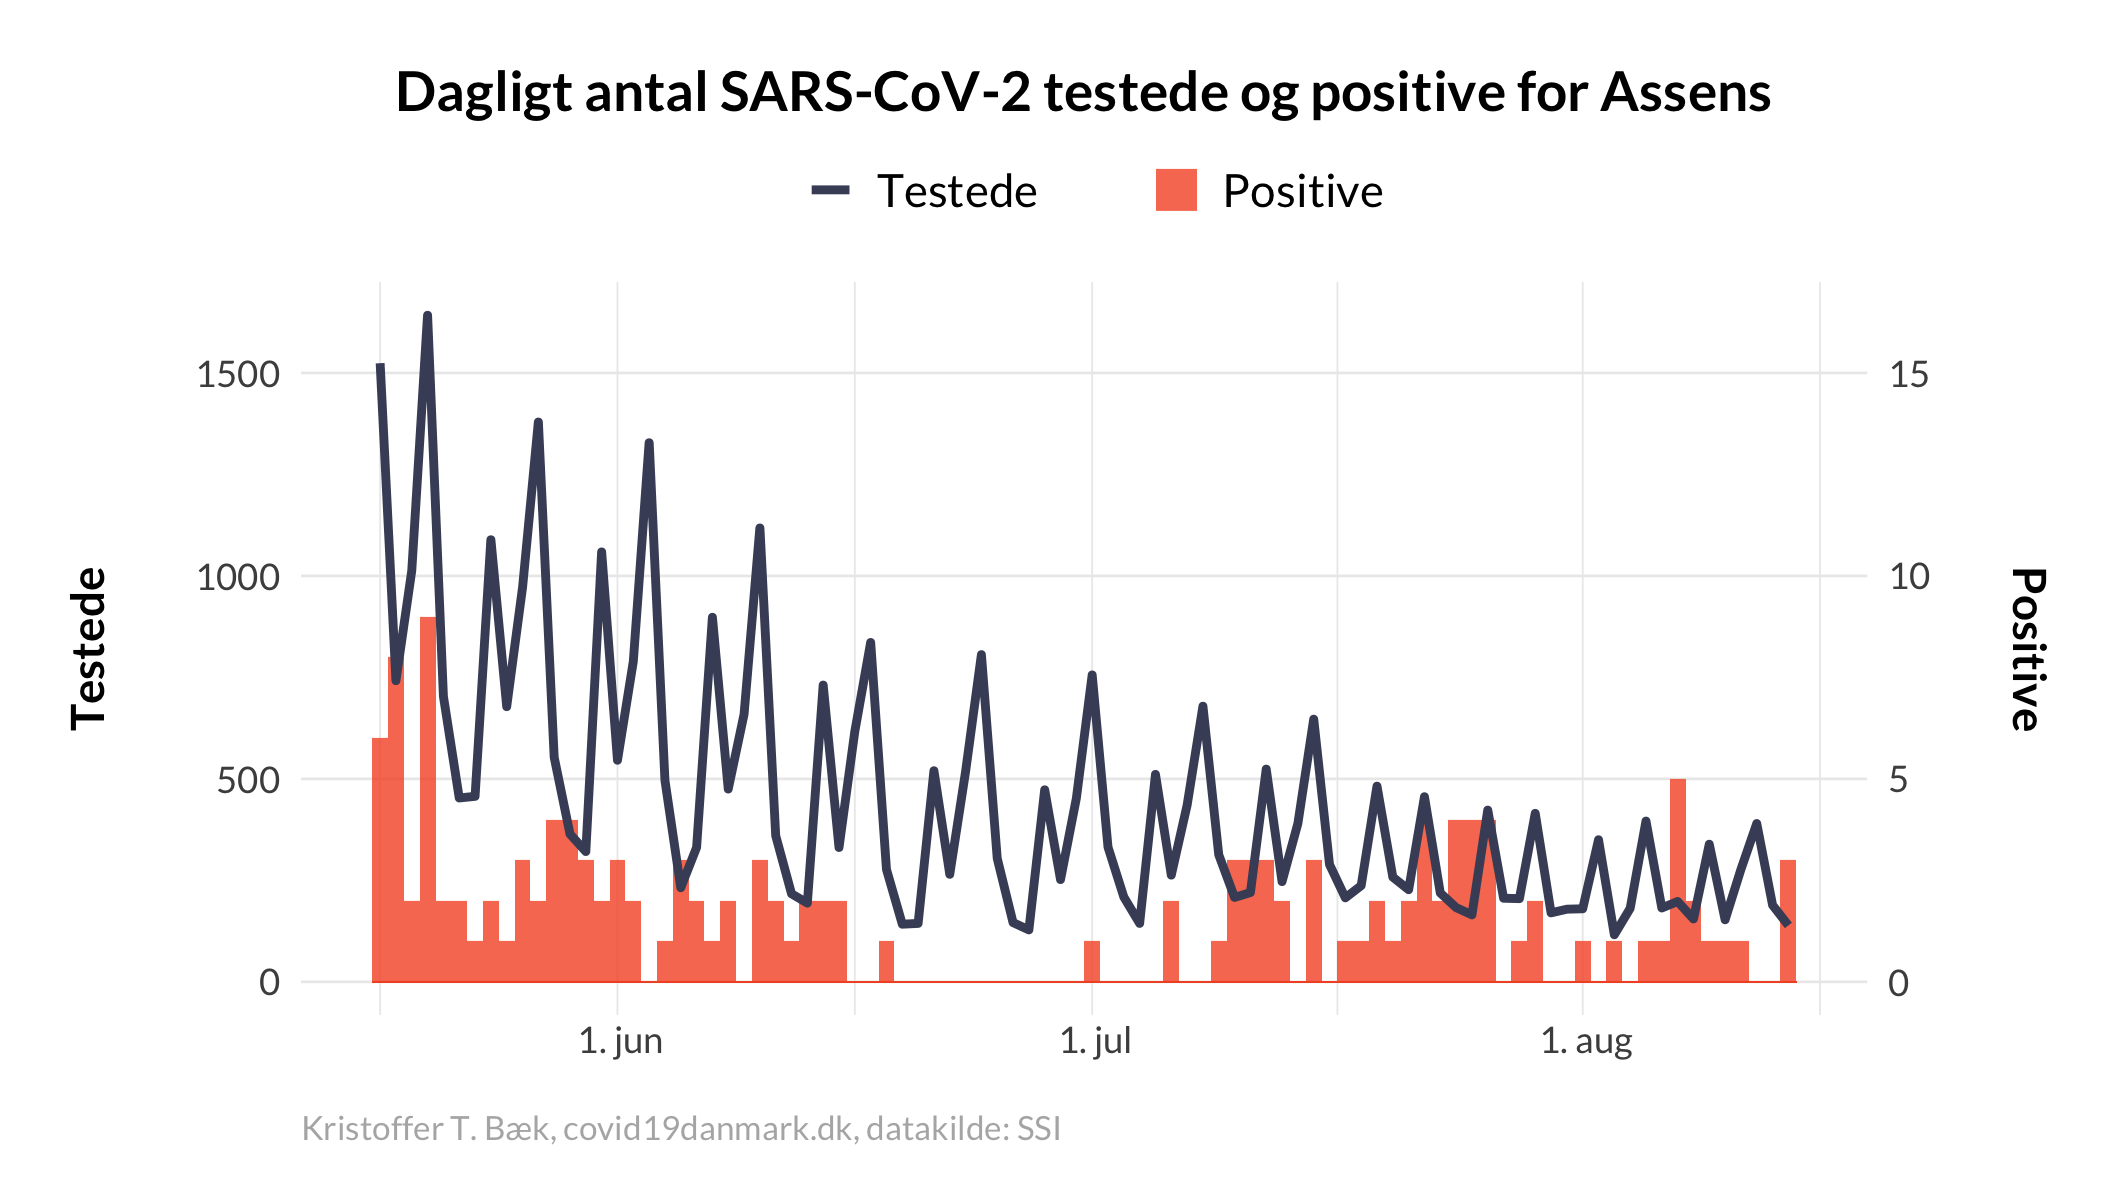 Dagligt antal SARS-CoV-2 testede og positive for Assens
Testede Positive
1500 15
1000 10
500 5
0 0
Testede
Positive
1. jun 1. jul 1. aug
Kristoffer T. Bæk, covid19danmark.dk, datakilde: SSI